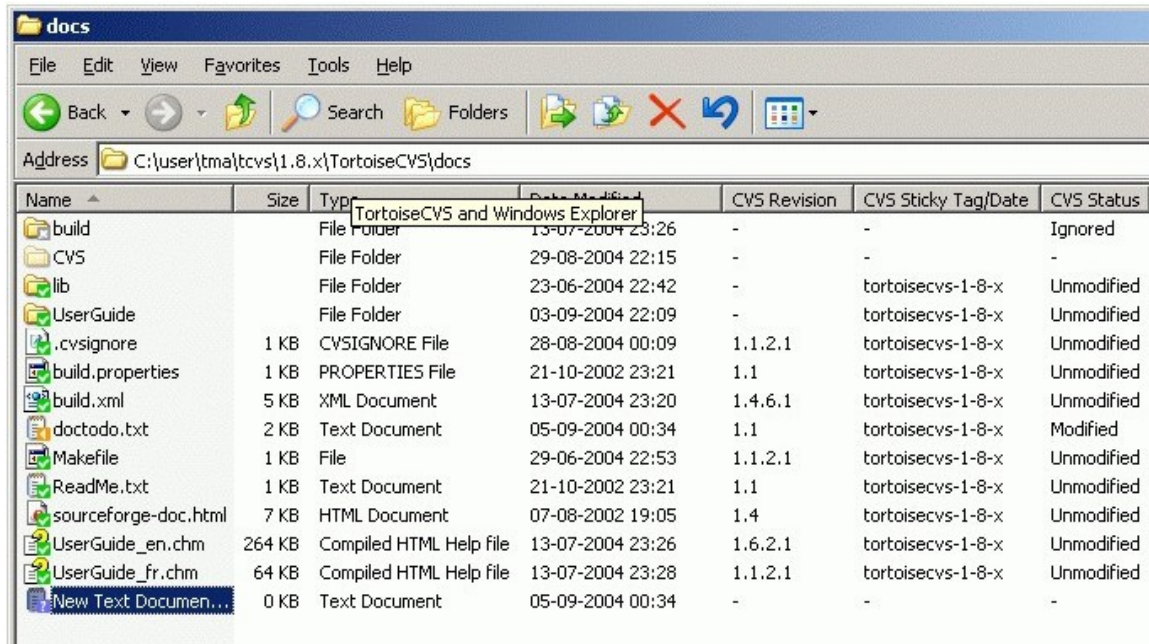 docs
File Edit View Favorites Tools Help
Back Search Folders
Address C:\user\tma\tcvs\1.8.x\TortoiseCVS\docs
Name Size Type Date Modified CVS Revision CVS Sticky Tag/Date CVS Status
TortoiseCVS and Windows Explorer
build File Folder 13-07-2004 23:26 - - Ignored
CVS File Folder 29-08-2004 22:15 - - -
lib File Folder 23-06-2004 22:42 - tortoisecvs-1-8-x Unmodified
UserGuide File Folder 03-09-2004 22:09 - tortoisecvs-1-8-x Unmodified
.cvsignore 1 KB CVSIGNORE File 28-08-2004 00:09 1.1.2.1 tortoisecvs-1-8-x Unmodified
build.properties 1 KB PROPERTIES File 21-10-2002 23:21 1.1 tortoisecvs-1-8-x Unmodified
build.xml 5 KB XML Document 13-07-2004 23:20 1.4.6.1 tortoisecvs-1-8-x Unmodified
doctodo.txt 2 KB Text Document 05-09-2004 00:34 1.1 tortoisecvs-1-8-x Modified
Makefile 1 KB File 29-06-2004 22:53 1.1.2.1 tortoisecvs-1-8-x Unmodified
ReadMe.txt 1 KB Text Document 21-10-2002 23:21 1.1 tortoisecvs-1-8-x Unmodified
sourceforge-doc.html 7 KB HTML Document 07-08-2002 19:05 1.4 tortoisecvs-1-8-x Unmodified
UserGuide_en.chm 264 KB Compiled HTML Help file 13-07-2004 23:26 1.6.2.1 tortoisecvs-1-8-x Unmodified
UserGuide_fr.chm 64 KB Compiled HTML Help file 13-07-2004 23:28 1.1.2.1 tortoisecvs-1-8-x Unmodified
New Text Documen... 0 KB Text Document 05-09-2004 00:34 - - -